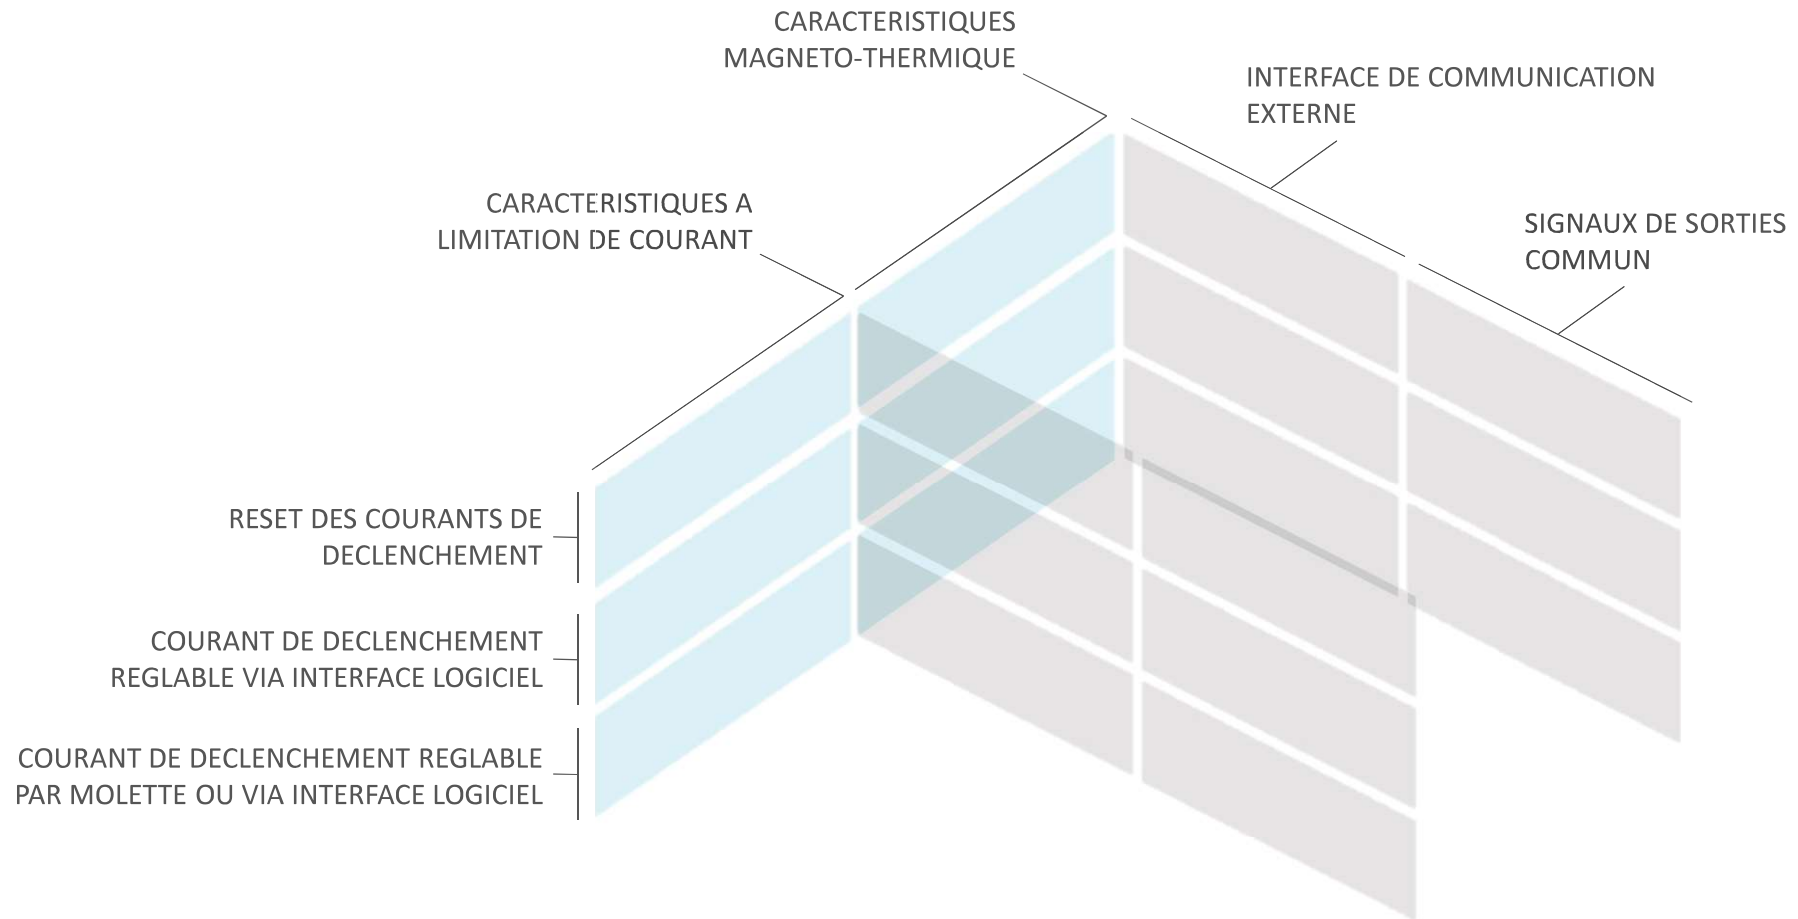 CARACTERISTIQUES
MAGNETO-THERMIQUE
INTERFACE DE COMMUNICATION
EXTERNE
CARACTERISTIQUES A
LIMITATION DE COURANT
SIGNAUX DE SORTIES
COMMUN
RESET DES COURANTS DE
DECLENCHEMENT
COURANT DE DECLENCHEMENT
REGLABLE VIA INTERFACE LOGICIEL
COURANT DE DECLENCHEMENT REGLABLE
PAR MOLETTE OU VIA INTERFACE LOGICIEL